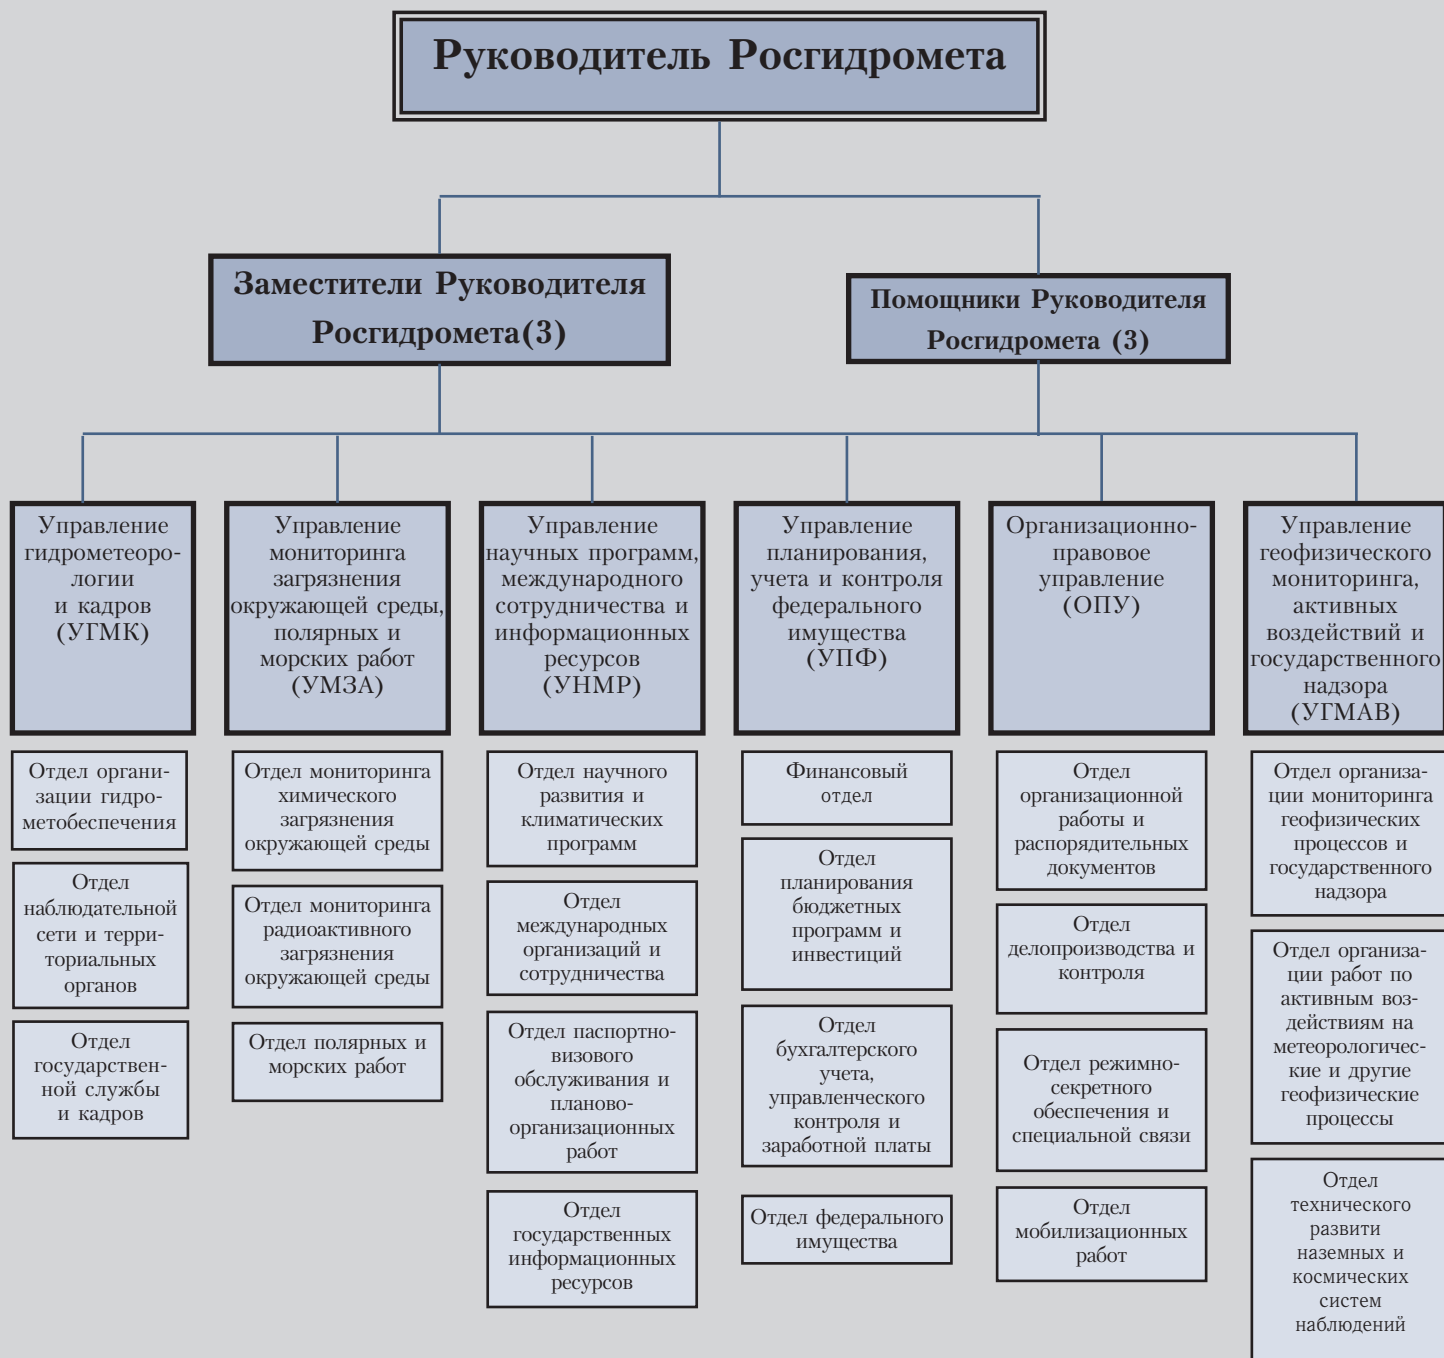 Руководитель Росгидромета
Заместители Руководителя
Росгидромета(3)
Помощники Руководителя
Росгидромета (3)
Управление
гидрометеоро-
логии
и кадров
(УГМК)
Управление
мониторинга
загрязнения
окружающей среды,
полярных и
морских работ
(УМЗА)
Управление
научных программ,
международного
сотрудничества и
информационных
ресурсов
(УНМР)
Управление
планирования,
учета и контроля
федерального
имущества
(УПФ)
Организационно-
правовое
управление
(ОПУ)
Управление
геофизического
мониторинга,
активных
воздействий и
государственного
надзора
(УГМАВ)
Отдел органи-
зации гидро-
метобеспечения
Отдел
наблюдательной
сети и терри-
ториальных
органов
Отдел
государствен-
ной службы
и кадров
Отдел мониторинга
химического
загрязнения
окружающей среды
Отдел мониторинга
радиоактивного
загрязнения
окружающей среды
Отдел полярных и
морских работ
Отдел научного
развития и
климатических
программ
Отдел
международных
организаций и
сотрудничества
Отдел паспортно-
визового
обслуживания и
планово-
организационных
работ
Отдел
государственных
информационных
ресурсов
Финансовый
отдел
Отдел
планирования
бюджетных
программ и
инвестиций
Отдел
бухгалтерского
учета,
управленческого
контроля и
заработной платы
Отдел федерального
имущества
Отдел
организационной
работы и
распорядительных
документов
Отдел
делопроизводства и
контроля
Отдел режимно-
секретного
обеспечения и
специальной связи
Отдел
мобилизационных
работ
Отдел организа-
ции мониторинга
геофизических
процессов и
государственного
надзора
Отдел организа-
ции работ по
активным воз-
действиям на
метеорологичес-
кие и другие
геофизические
процессы
Отдел
технического
развити
наземных и
космических
систем
наблюдений